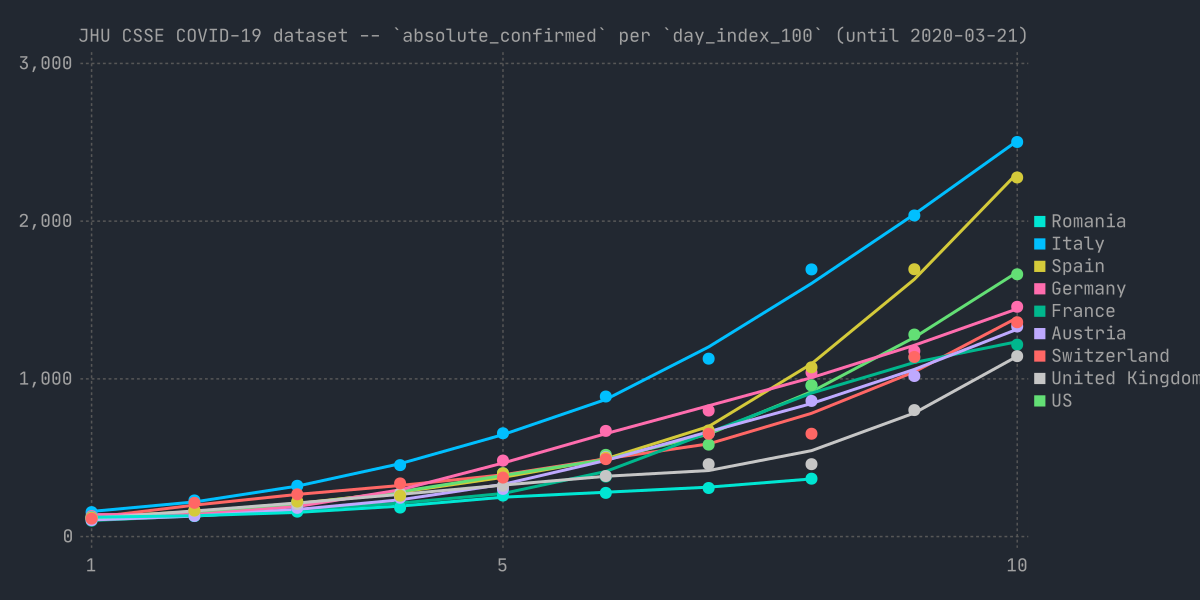 JHU CSSE COVID-19 dataset -- `absolute_confirmed` per `day_index_100` (until 2020-03-21)
3,000
2,000
1,000
0
1
5
10
Romania
Italy
Spain
Germany
France
Austria
Switzerland
United Kingdom
US